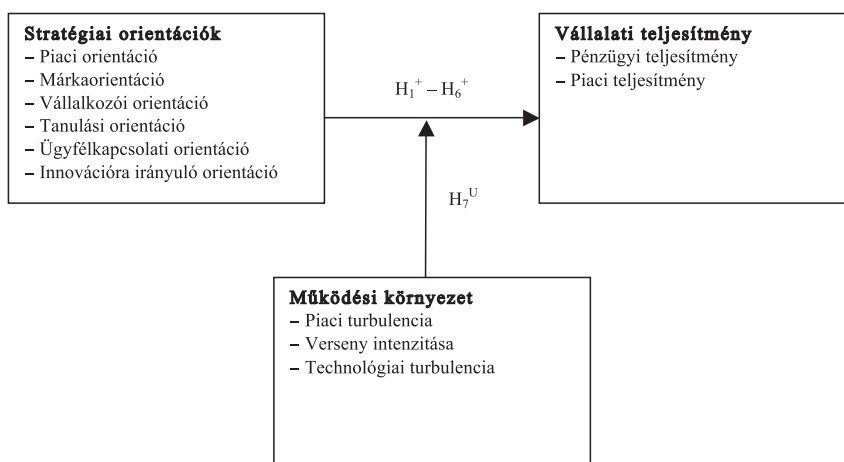 Stratégiai orientációk
– Piaci orientáció
– Márkaorientáció
– Vállalkozói orientáció
– Tanulási orientáció
– Ügyfélkapcsolati orientáció
– Innovációra irányuló orientáció
H₁⁺ – H₆⁺
Vállalati teljesítmény
– Pénzügyi teljesítmény
– Piaci teljesítmény
H₇ᵁ
Működési környezet
– Piaci turbulencia
– Verseny intenzitása
– Technológiai turbulencia